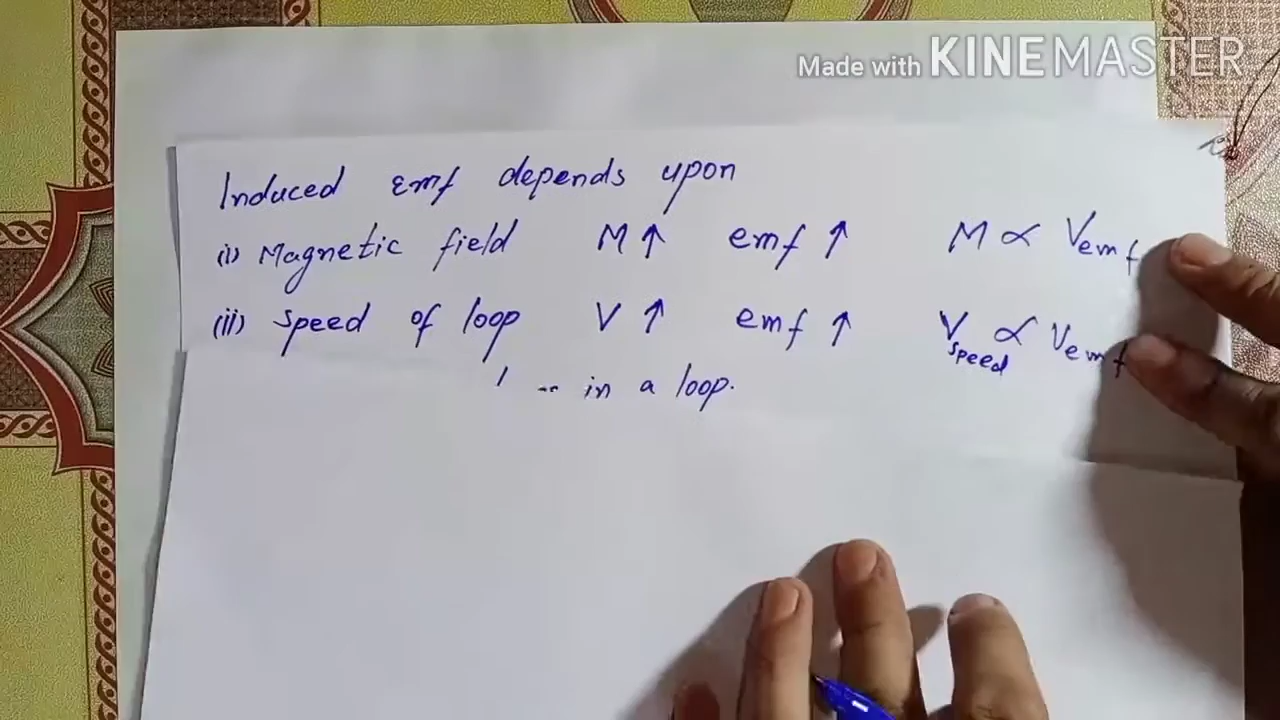 Made with KINEMASTER
Induced emf depends upon
(i) Magnetic field M↑ emf ↑ M ∝ Vemf
(ii) Speed of loop V ↑ emf ↑ V speed ∝ Vemf
in a loop.